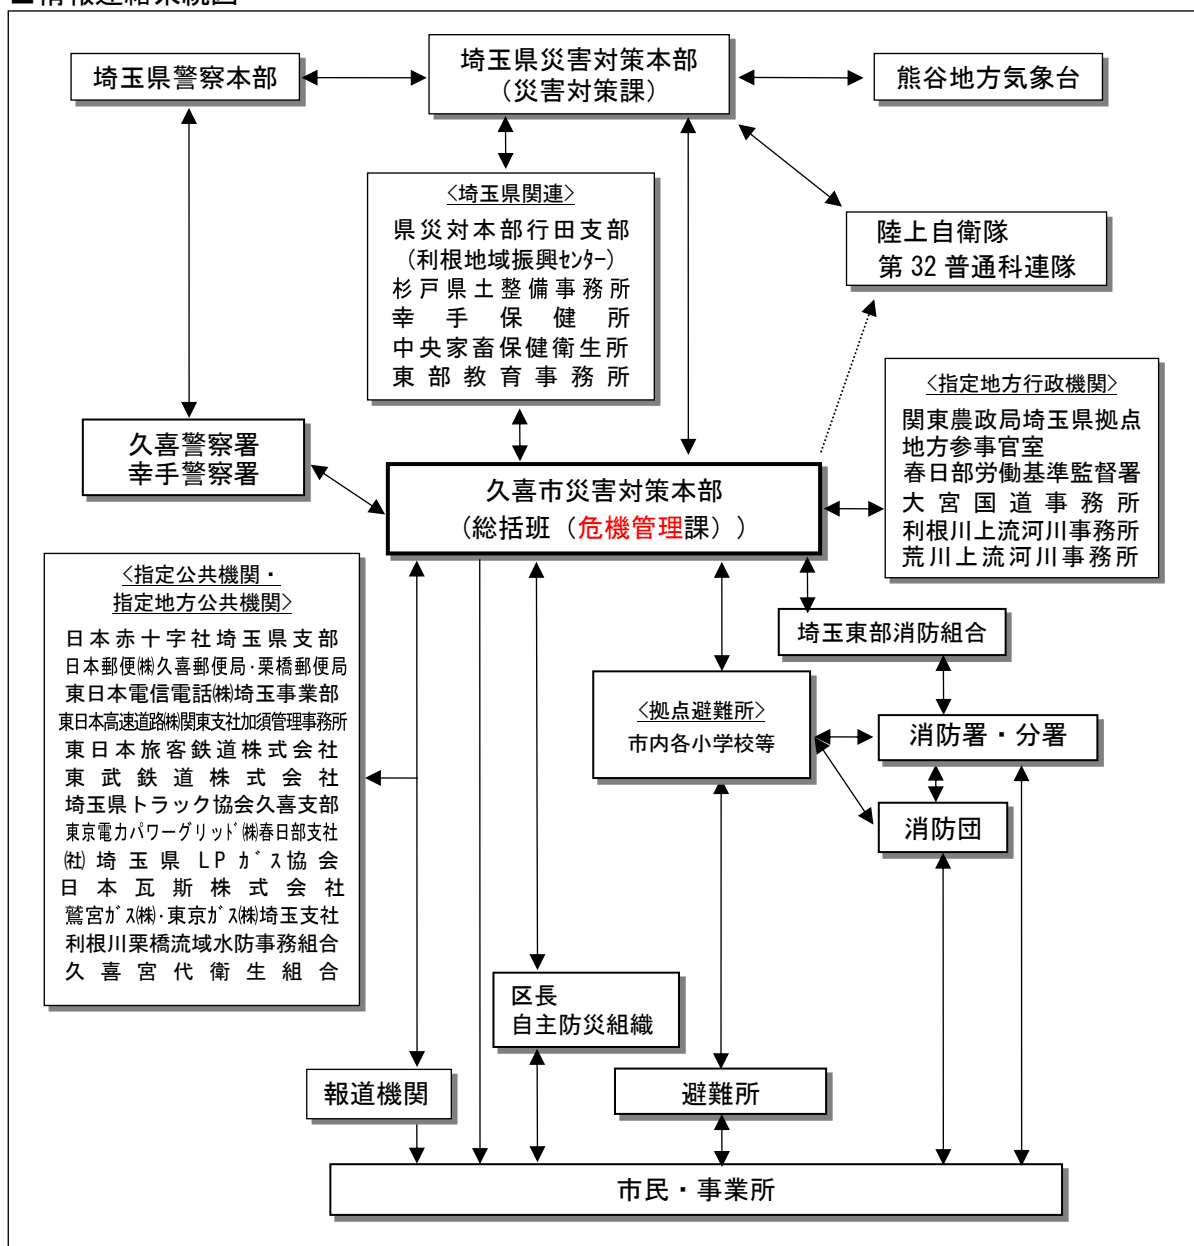 ■情報連絡系統図
埼玉県警察本部
埼玉県災害対策本部
（災害対策課）
熊谷地方気象台
<埼玉県関連>
県災対本部行田支部
（利根地域振興ｾﾝﾀｰ）
杉戸県土整備事務所
幸手保健所
中央家畜保健衛生所
東部教育事務所
陸上自衛隊
第32普通科連隊
<指定地方行政機関>
関東農政局埼玉県拠点
地方参事官室
春日部労働基準監督署
大宮国道事務所
利根川上流河川事務所
荒川上流河川事務所
久喜警察署
幸手警察署
久喜市災害対策本部
（総括班（危機管理課））
<指定公共機関・
指定地方公共機関>
日本赤十字社埼玉県支部
日本郵便㈱久喜郵便局･栗橋郵便局
東日本電信電話㈱埼玉事業部
東日本高速道路㈱関東支社加須管理事務所
東日本旅客鉄道株式会社
東武鉄道株式会社
埼玉県トラック協会久喜支部
東京電力パワーグリッド㈱春日部支社
㈳埼玉県LPガス協会
日本瓦斯株式会社
鷲宮ｶﾞｽ㈱･東京ｶﾞｽ㈱埼玉支社
利根川栗橋流域水防事務組合
久喜宮代衛生組合
埼玉東部消防組合
<拠点避難所>
市内各小学校等
消防署・分署
消防団
区長
自主防災組織
報道機関
避難所
市民・事業所